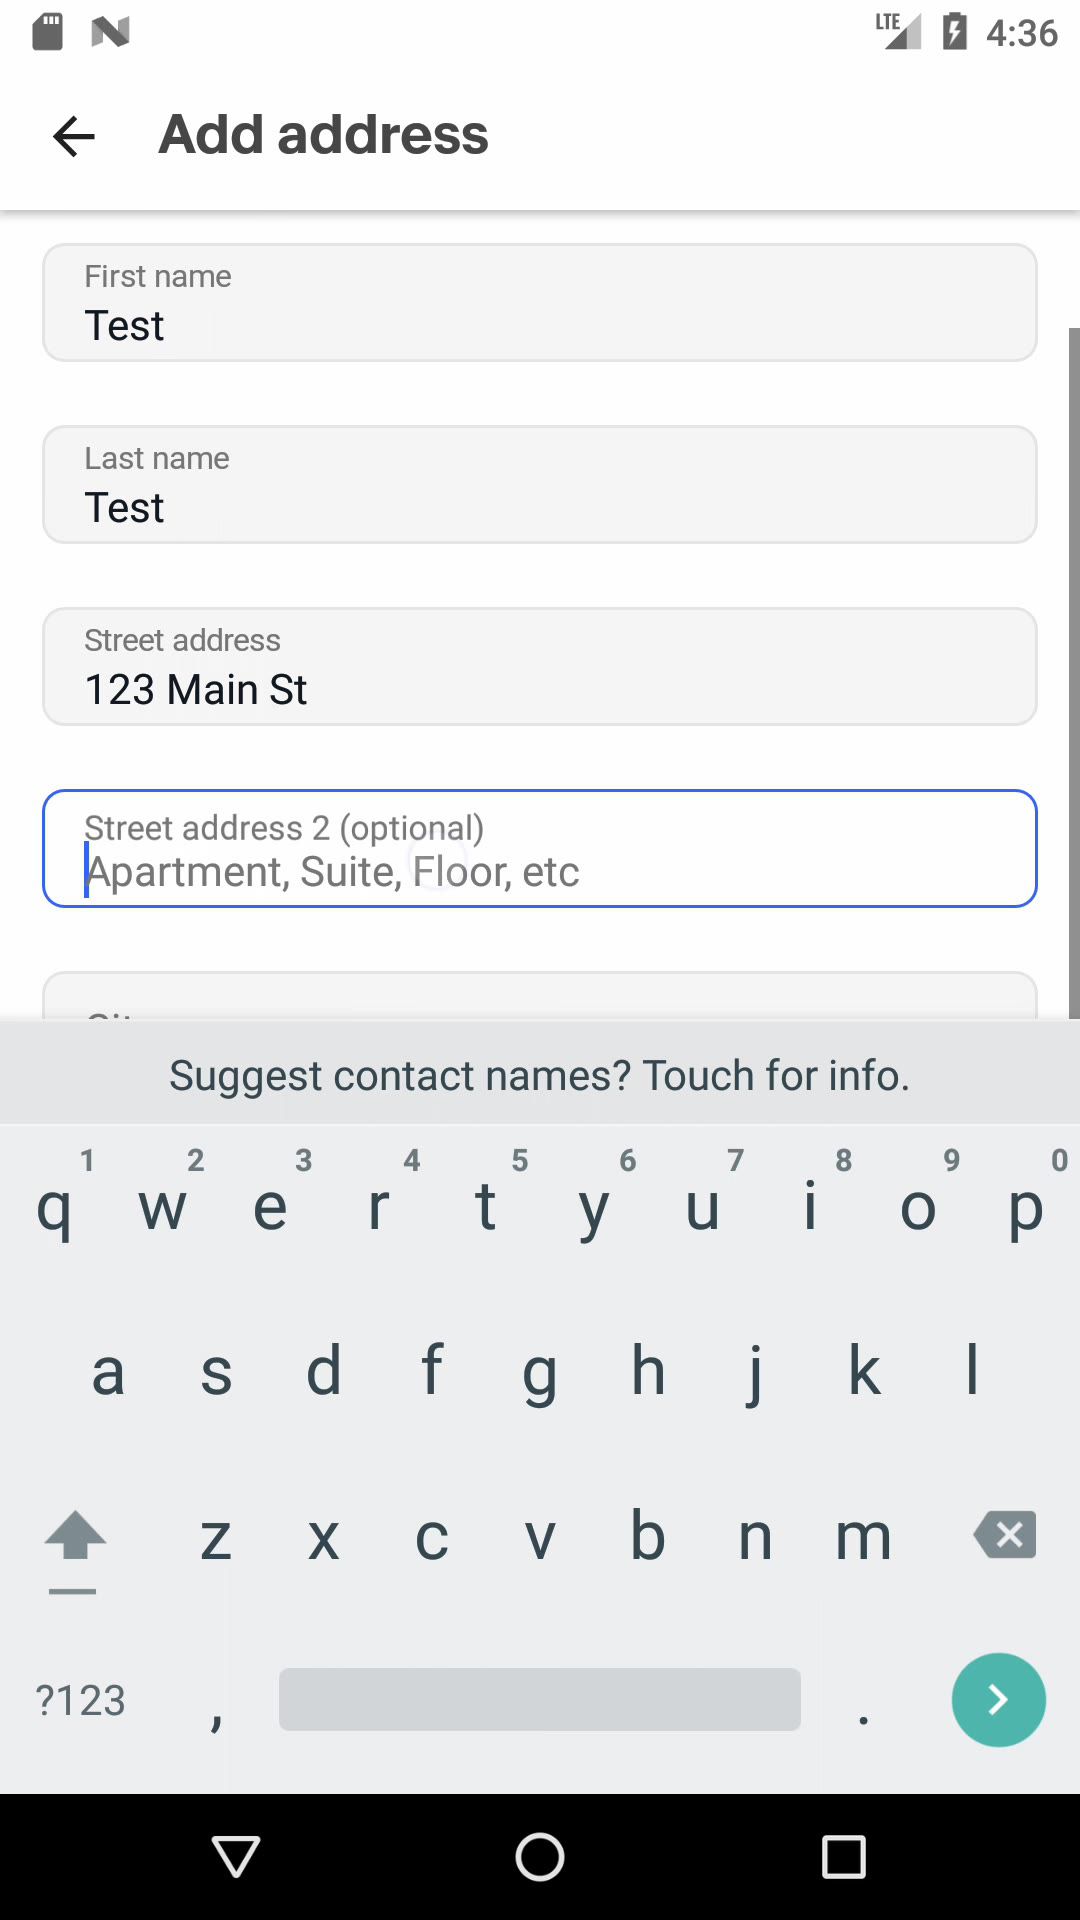 LTE 4:36
Add address
First name
Test
Last name
Test
Street address
123 Main St
Street address 2 (optional)
Apartment, Suite, Floor, etc
Suggest contact names? Touch for info.
1 2 3 4 5 6 7 8 9 0
q w e r t y u i o p
a s d f g h j k l
z x c v b n m
?123 , .